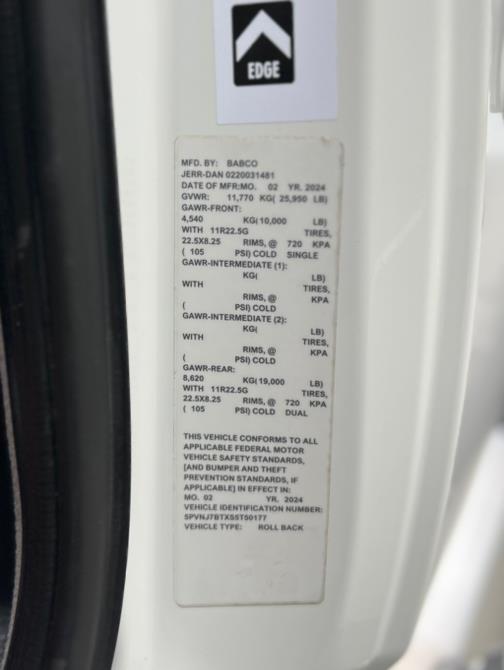 EDGE
MFD. BY: BABCO
JERR-DAN 0220031481
DATE OF MFR:MO. 02 YR. 2024
GVWR: 11,770 KG( 25,950 LB)
GAWR-FRONT:
4,540 KG(10,000 LB)
WITH 11R22.5G TIRES,
22.5X8.25 RIMS, @ 720 KPA
( 105 PSI) COLD SINGLE
GAWR-INTERMEDIATE (1):
KG( LB)
WITH TIRES,
RIMS, @ KPA
( PSI) COLD
GAWR-INTERMEDIATE (2):
KG( LB)
WITH TIRES,
RIMS, @ KPA
( PSI) COLD
GAWR-REAR:
8,620 KG(19,000 LB)
WITH 11R22.5G TIRES,
22.5X8.25 RIMS, @ 720 KPA
( 105 PSI) COLD DUAL
THIS VEHICLE CONFORMS TO ALL
APPLICABLE FEDERAL MOTOR
VEHICLE SAFETY STANDARDS,
[AND BUMPER AND THEFT
PREVENTION STANDARDS, IF
APPLICABLE] IN EFFECT IN:
MO. 02 YR. 2024
VEHICLE IDENTIFICATION NUMBER:
5PVNJ7BTXS5T50177
VEHICLE TYPE: ROLL BACK